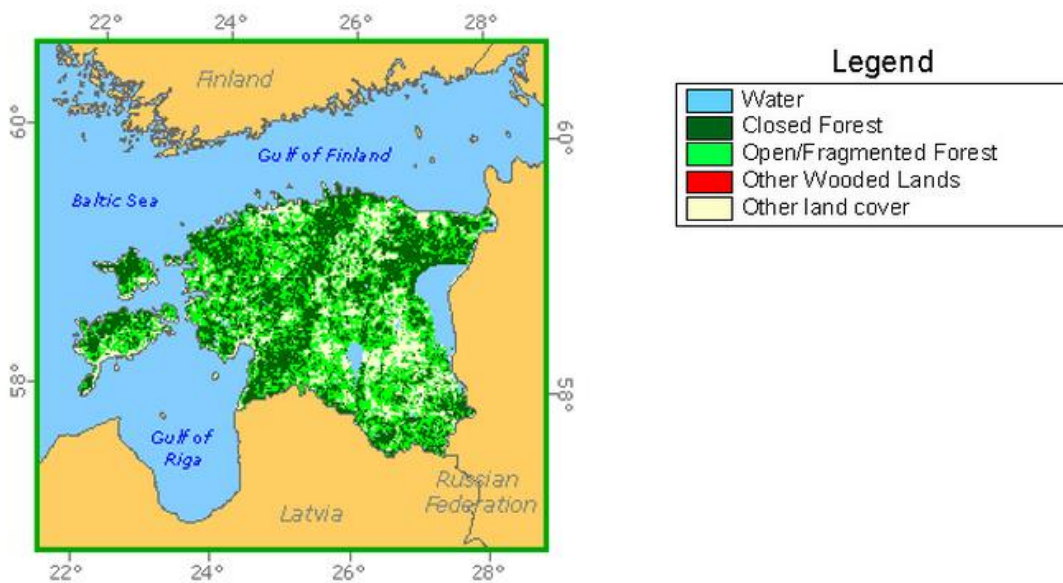 22° 24° 26° 28°
Finland
60°
60°
Gulf of Finland
Baltic Sea
58°
58°
Gulf of
Riga
Latvia
Russian
Federation
22° 24° 26° 28°
Legend
Water
Closed Forest
Open/Fragmented Forest
Other Wooded Lands
Other land cover